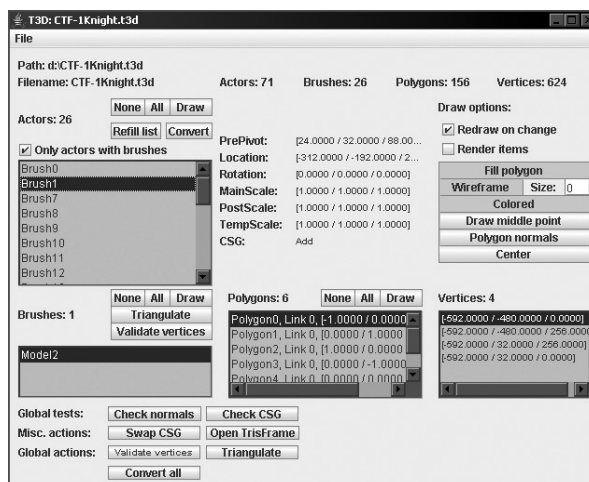 T3D: CTF-1Knight.t3d
File
Path: d:\CTF-1Knight.t3d
Filename: CTF-1Knight.t3d Actors: 71 Brushes: 26 Polygons: 156 Vertices: 624
Actors: 26
None All Draw
Refill list Convert
Only actors with brushes
Brush0
Brush1
Brush7
Brush8
Brush9
Brush10
Brush11
Brush12
PrePivot: [24.0000 / 32.0000 / 88.00...
Location: [-312.0000 / -192.0000 / 2...
Rotation: [0.0000 / 0.0000 / 0.0000]
MainScale: [1.0000 / 1.0000 / 1.0000]
PostScale: [1.0000 / 1.0000 / 1.0000]
TempScale: [1.0000 / 1.0000 / 1.0000]
CSG: Add
Draw options:
Redraw on change
Render items
Fill polygon
Wireframe Size: 0
Colored
Draw middle point
Polygon normals
Center
Brushes: 1
None All Draw
Triangulate
Validate vertices
Model2
Polygons: 6
None All Draw
Polygon0, Link 0, [-1.0000 / 0.0000
Polygon1, Link 0, [0.0000 / 1.0000
Polygon2, Link 0, [1.0000 / 0.0000
Polygon3, Link 0, [0.0000 / -1.0000
Polygon4, Link 0, [0.0000 / 0.0000
Vertices: 4
[-592.0000 / -480.0000 / 0.0000]
[-592.0000 / -480.0000 / 256.0000]
[-592.0000 / 32.0000 / 256.0000]
[-592.0000 / 32.0000 / 0.0000]
Global tests: Check normals Check CSG
Misc. actions: Swap CSG Open TrisFrame
Global actions: Validate vertices Triangulate
Convert all